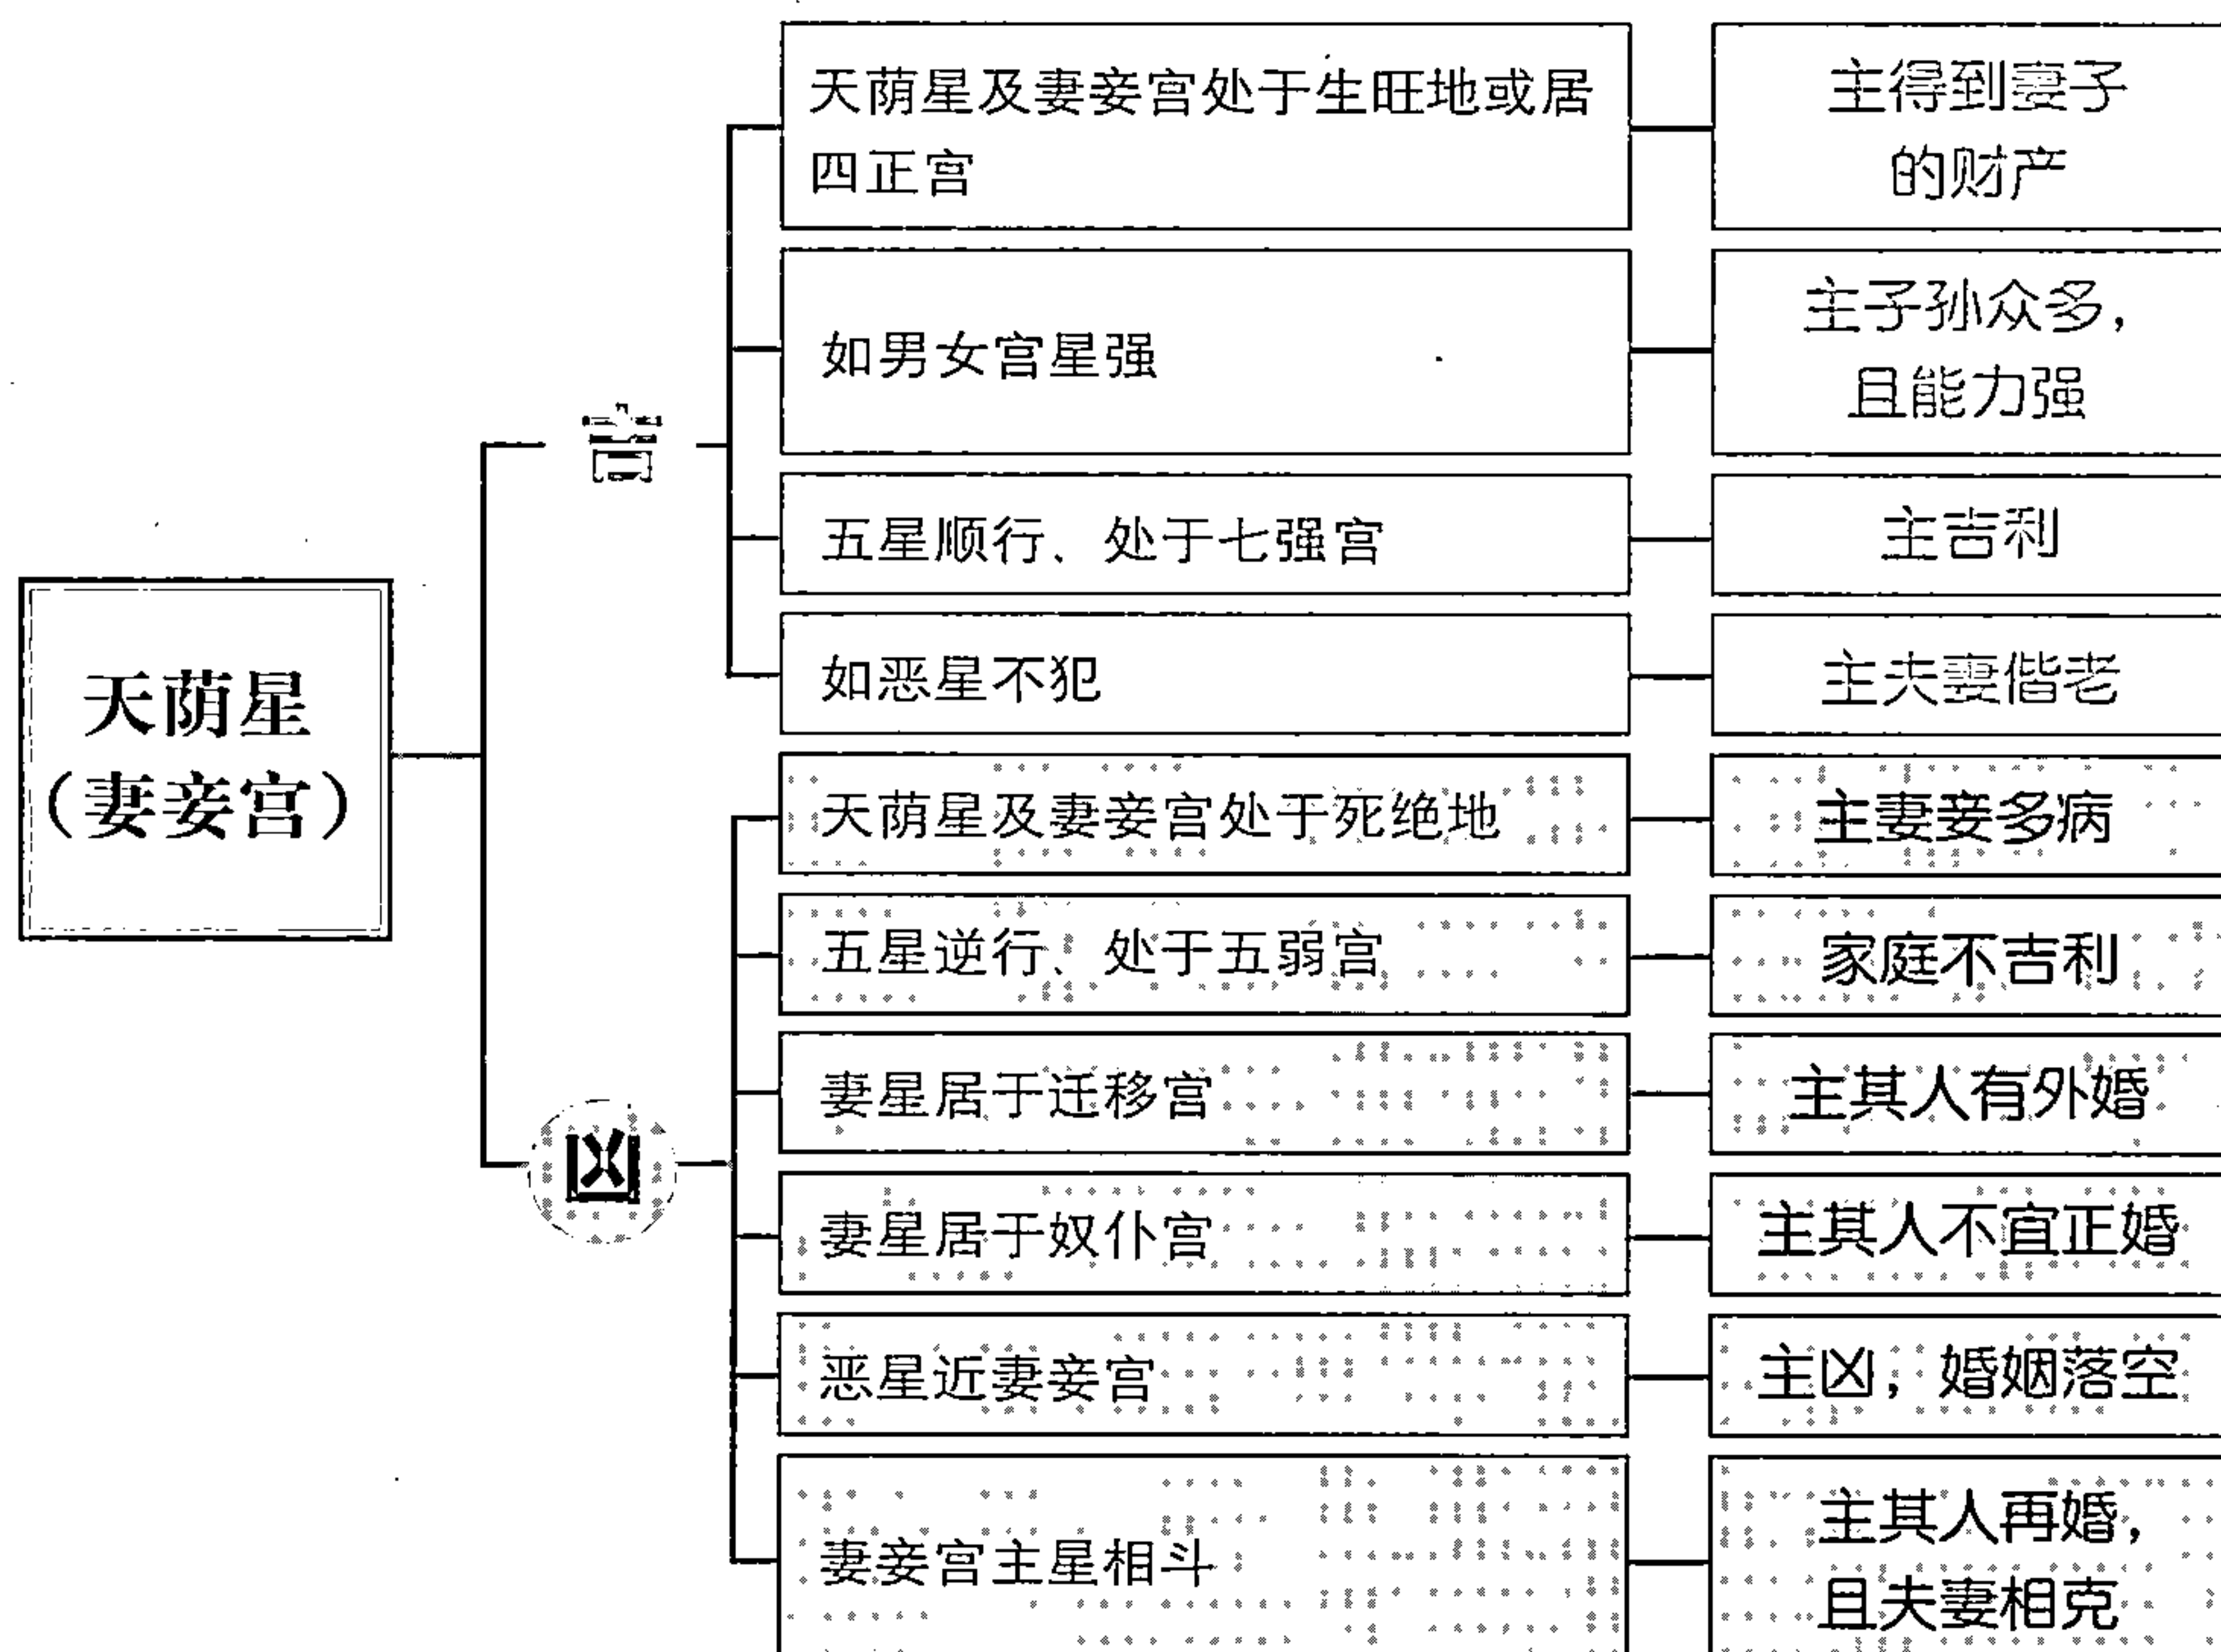 天荫星
（妻妾宫）
吉
天荫星及妻妾宫处于生旺地或居
四正宫
主得到妻子
的财产
如男女宫星强
主子孙众多，
且能力强
五星顺行、处于七强宫
主吉利
如恶星不犯
主夫妻偕老
凶
天荫星及妻妾宫处于死绝地
主妻妾多病
五星逆行、处于五弱宫
家庭不吉利
妻星居于迁移宫
主其人有外婚
妻星居于奴仆宫
主其人不宜正婚
恶星近妻妾宫
主凶，婚姻落空
妻妾宫主星相斗
主其人再婚，
且夫妻相克